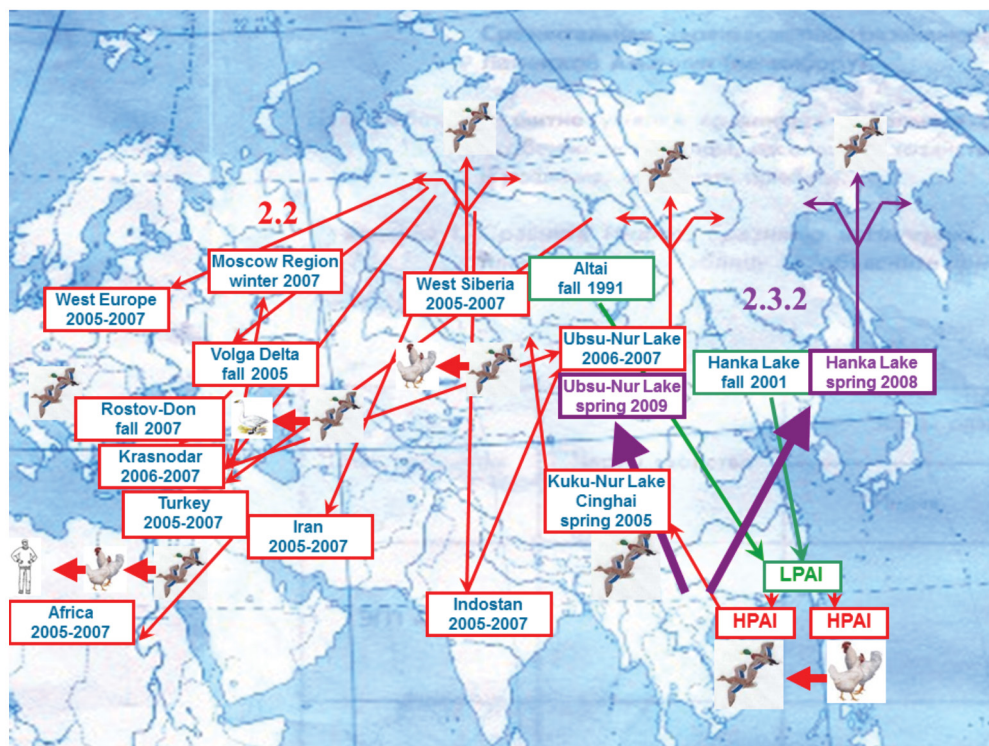 2.2
Moscow Region
winter 2007
West Europe
2005-2007
West Siberia
2005-2007
Altai
fall 1991
2.3.2
Volga Delta
fall 2005
Ubsu-Nur Lake
2006-2007
Ubsu-Nur Lake
spring 2009
Hanka Lake
fall 2001
Hanka Lake
spring 2008
Rostov-Don
fall 2007
Krasnodar
2006-2007
Turkey
2005-2007
Iran
2005-2007
Kuku-Nur Lake
Cinghai
spring 2005
LPAI
Africa
2005-2007
Indostan
2005-2007
HPAI
HPAI